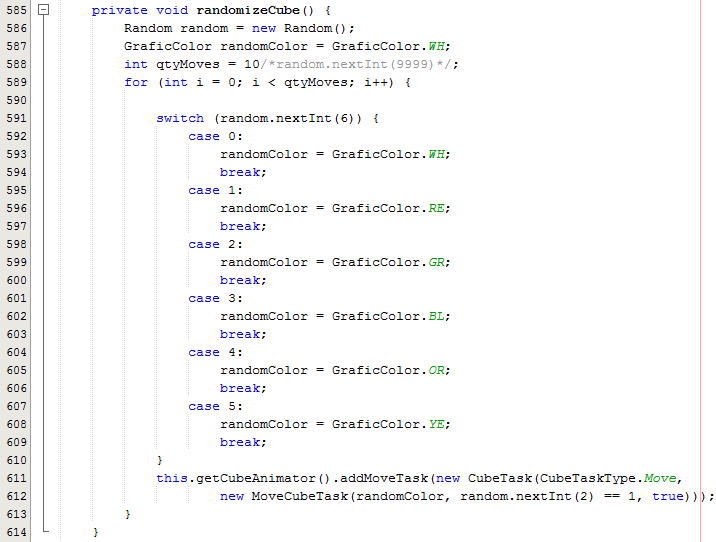 585 private void randomizeCube() {
586 Random random = new Random();
587 GraficColor randomColor = GraficColor.WH;
588 int qtyMoves = 10/*random.nextInt(9999)*/;
589 for (int i = 0; i < qtyMoves; i++) {
590
591 switch (random.nextInt(6)) {
592 case 0:
593 randomColor = GraficColor.WH;
594 break;
595 case 1:
596 randomColor = GraficColor.RE;
597 break;
598 case 2:
599 randomColor = GraficColor.GR;
600 break;
601 case 3:
602 randomColor = GraficColor.BL;
603 break;
604 case 4:
605 randomColor = GraficColor.OR;
606 break;
607 case 5:
608 randomColor = GraficColor.YE;
609 break;
610 }
611 this.getCubeAnimator().addMoveTask(new CubeTask(CubeTaskType.Move,
612 new MoveCubeTask(randomColor, random.nextInt(2) == 1, true)));
613 }
614 }